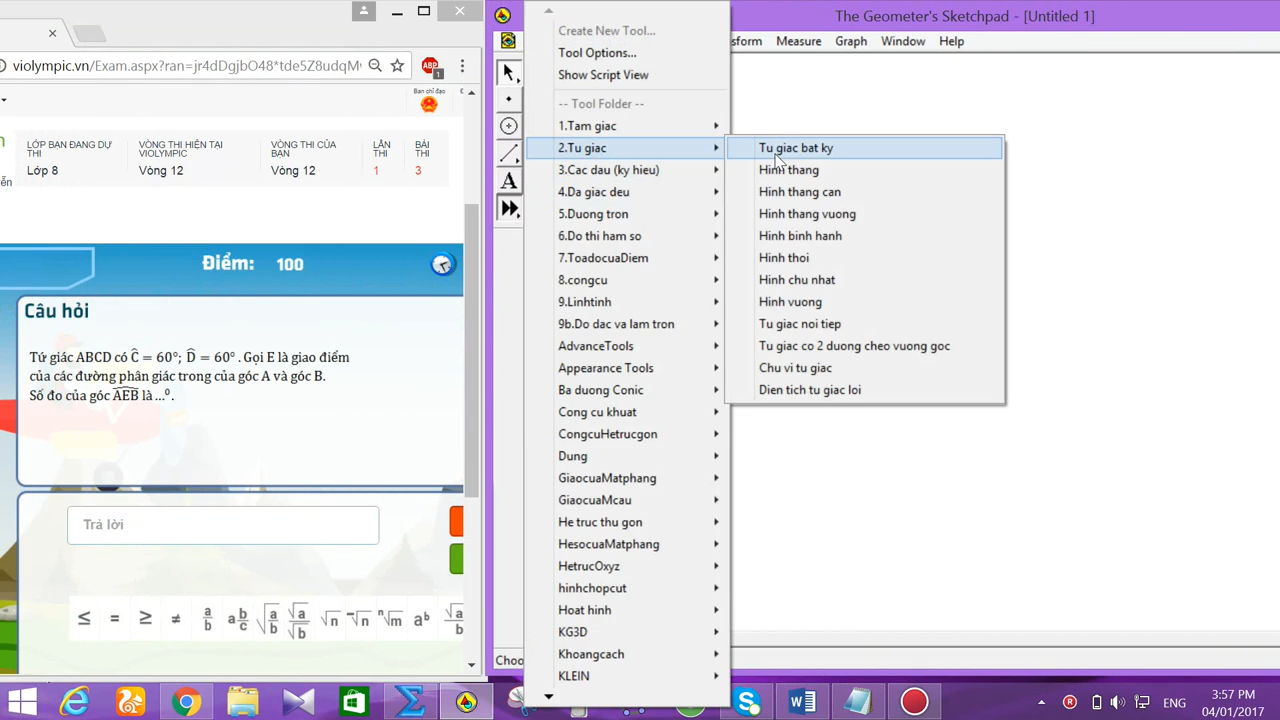 violympic.vn/Exam.aspx?ran=jr4dDgjbO48*tde5Z8udqM
ABP
1
Ban chỉ đạo
LỚP BẠN ĐANG DỰ THI
Lớp 8
VÒNG THI HIỆN TẠI VIOLYMPIC
Vòng 12
VÒNG THI CỦA BẠN
Vòng 12
LẦN THI
1
BÀI THI
3
Điểm: 100
Câu hỏi
Tứ giác ABCD có Ĉ = 60°; D̂ = 60°. Gọi E là giao điểm
của các đường phân giác trong của góc A và góc B.
Số đo của góc AEB là ...⁰.
Trả lời
≤ = ≥ ≠ a/b a b/c √a/b √a/√b √n ⁻√n ⁿ√m aᵇ
The Geometer's Sketchpad - [Untitled 1]
sform Measure Graph Window Help
Create New Tool...
Tool Options...
Show Script View
-- Tool Folder --
1.Tam giac
2.Tu giac
3.Cac dau (ky hieu)
4.Da giac deu
5.Duong tron
6.Do thi ham so
7.ToadocuaDiem
8.congcu
9.Linhtinh
9b.Do dac va lam tron
AdvanceTools
Appearance Tools
Ba duong Conic
Cong cu khuat
CongcuHetrucgon
Dung
GiaocuaMatphang
GiaocuaMcau
He truc thu gon
HesocuaMatphang
HetrucOxyz
hinhchopcut
Hoat hinh
KG3D
Khoangcach
KLEIN
Tu giac bat ky
Hinh thang
Hinh thang can
Hinh thang vuong
Hinh binh hanh
Hinh thoi
Hinh chu nhat
Hinh vuong
Tu giac noi tiep
Tu giac co 2 duong cheo vuong goc
Chu vi tu giac
Dien tich tu giac loi
A
Choo
ENG
3:57 PM
04/01/2017